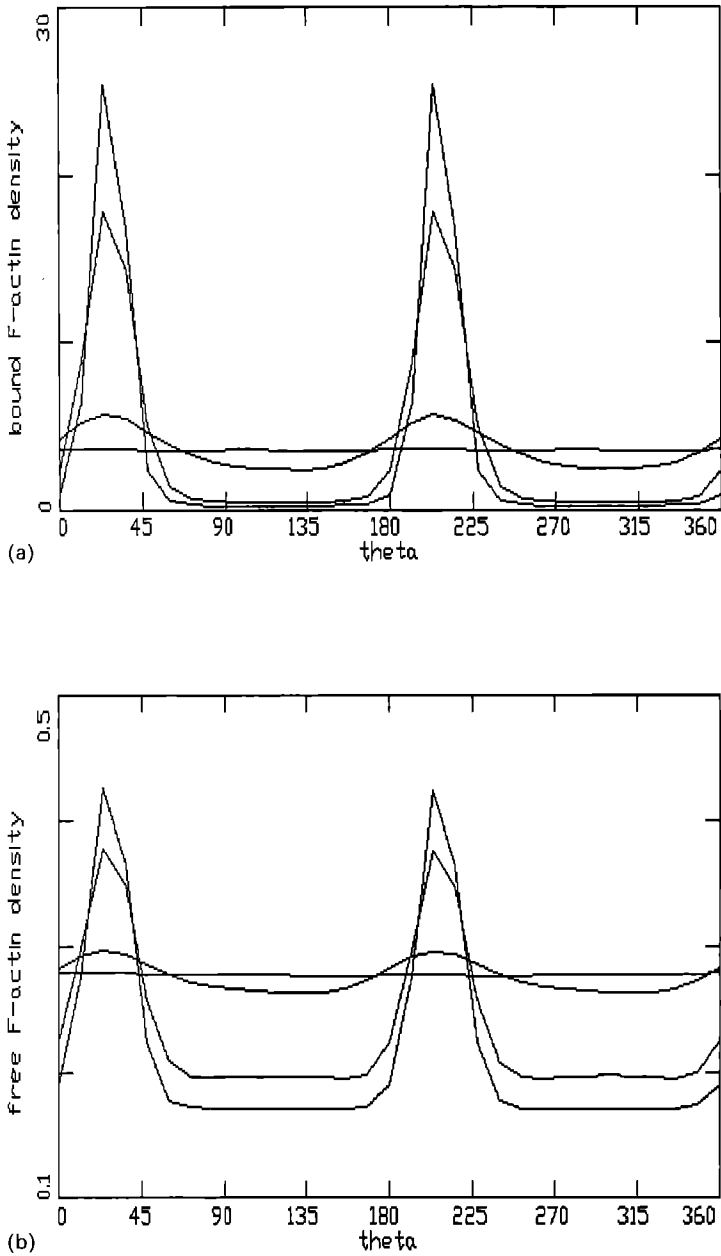 30
bound F-actin density
0
0 45 90 135 180 225 270 315 360
theta
(a)
0.5
free F-actin density
0.1
0 45 90 135 180 225 270 315 360
theta
(b)